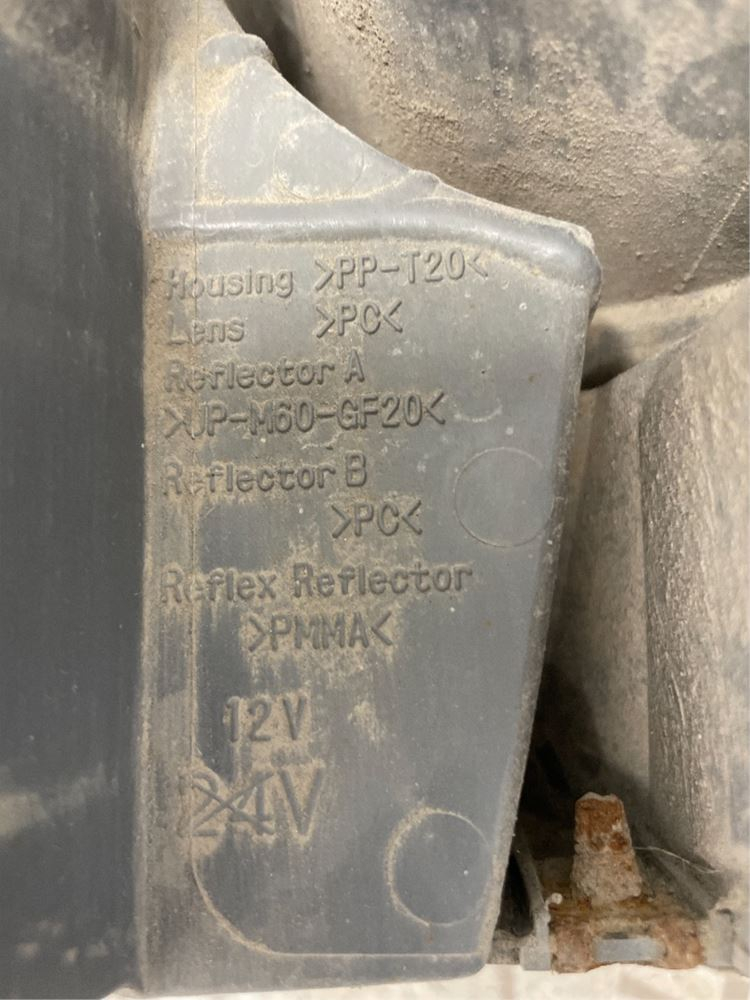 Housing >PP-T20<
Lens >PC<
Reflector A
>UP-M60-GF20<
Reflector B
>PC<
Reflex Reflector
>PMMA<
12V
24V